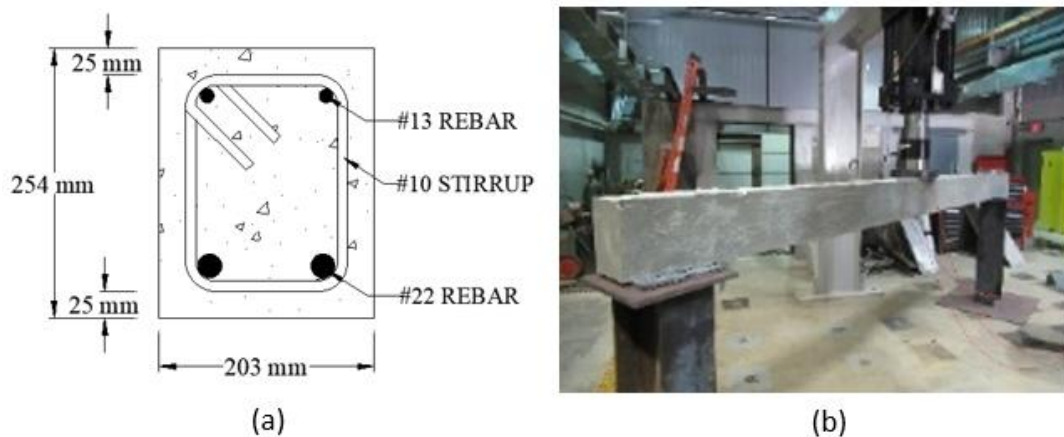 25 mm
#13 REBAR
254 mm
#10 STIRRUP
#22 REBAR
25 mm
203 mm
(a)
(b)